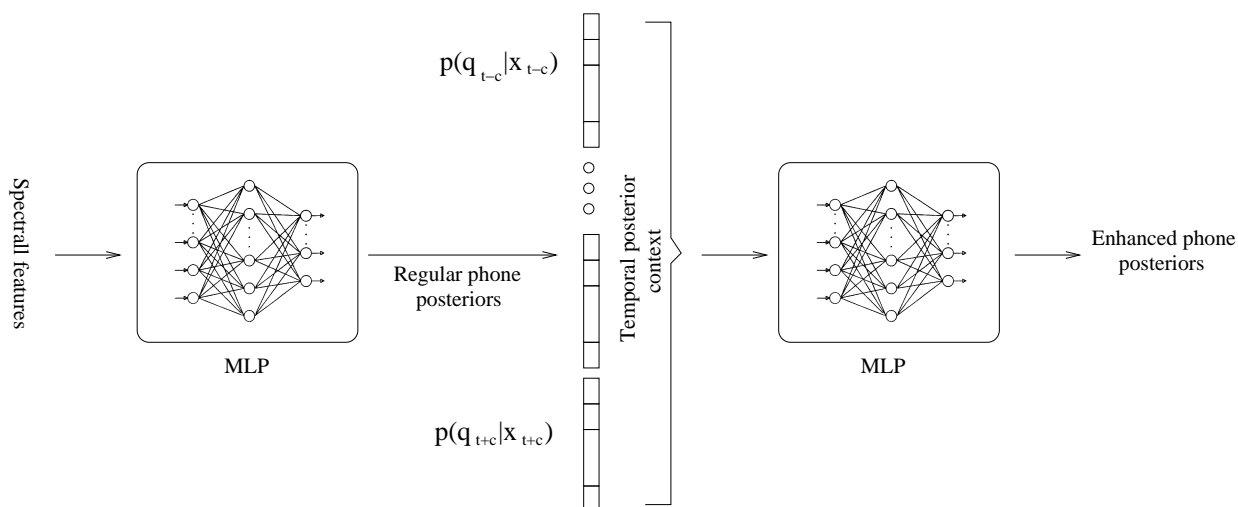 Spectrall features
MLP
Regular phone
posteriors
p(q t−c|x t−c)
p(q t+c|x t+c)
Temporal posterior
context
MLP
Enhanced phone
posteriors